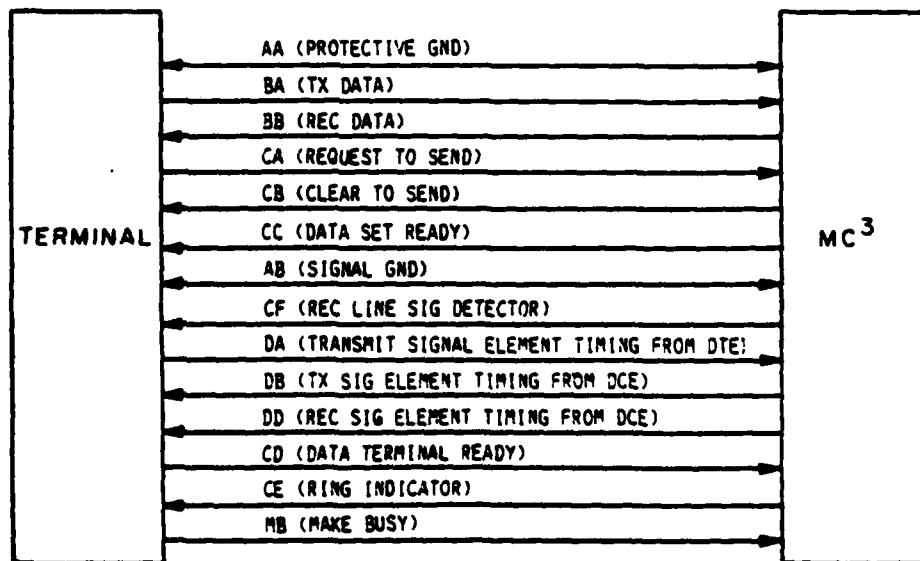 AA (PROTECTIVE GND)
BA (TX DATA)
BB (REC DATA)
CA (REQUEST TO SEND)
CB (CLEAR TO SEND)
CC (DATA SET READY)
TERMINAL
MC³
AB (SIGNAL GND)
CF (REC LINE SIG DETECTOR)
DA (TRANSMIT SIGNAL ELEMENT TIMING FROM DTE)
DB (TX SIG ELEMENT TIMING FROM DCE)
DD (REC SIG ELEMENT TIMING FROM DCE)
CD (DATA TERMINAL READY)
CE (RING INDICATOR)
MB (MAKE BUSY)